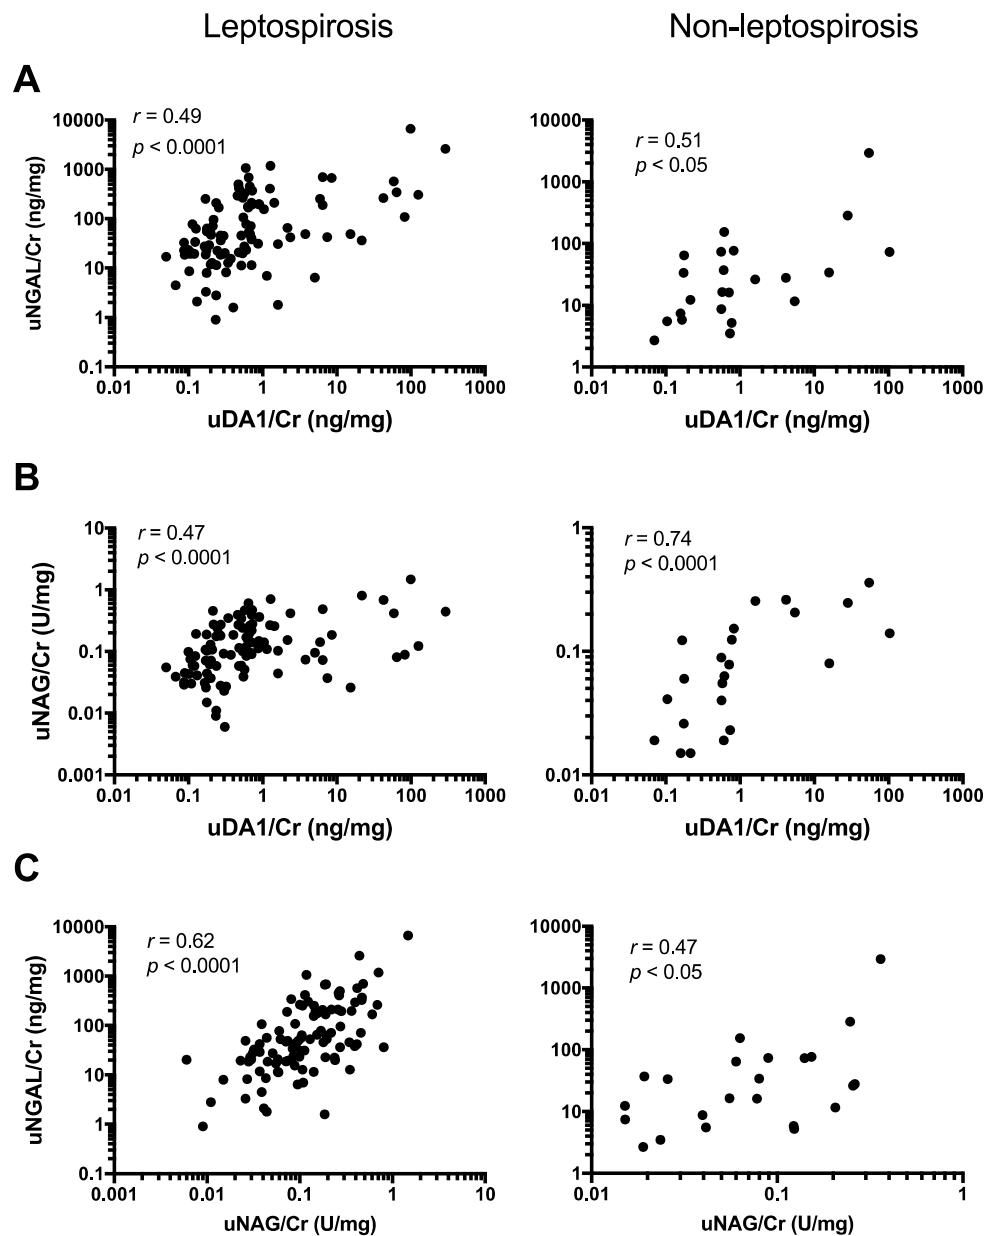 Leptospirosis
Non-leptospirosis
A
r = 0.49
p < 0.0001
10000
1000
100
10
1
0.1
uNGAL/Cr (ng/mg)
0.01 0.1 1 10 100 1000
uDA1/Cr (ng/mg)
r = 0.51
p < 0.05
10000
1000
100
10
1
0.01 0.1 1 10 100 1000
uDA1/Cr (ng/mg)
B
r = 0.47
p < 0.0001
10
1
0.1
0.01
0.001
uNAG/Cr (U/mg)
0.01 0.1 1 10 100 1000
uDA1/Cr (ng/mg)
r = 0.74
p < 0.0001
1
0.1
0.01
0.01 0.1 1 10 100 1000
uDA1/Cr (ng/mg)
C
r = 0.62
p < 0.0001
10000
1000
100
10
1
0.1
uNGAL/Cr (ng/mg)
0.001 0.01 0.1 1 10
uNAG/Cr (U/mg)
r = 0.47
p < 0.05
10000
1000
100
10
1
0.01 0.1 1
uNAG/Cr (U/mg)